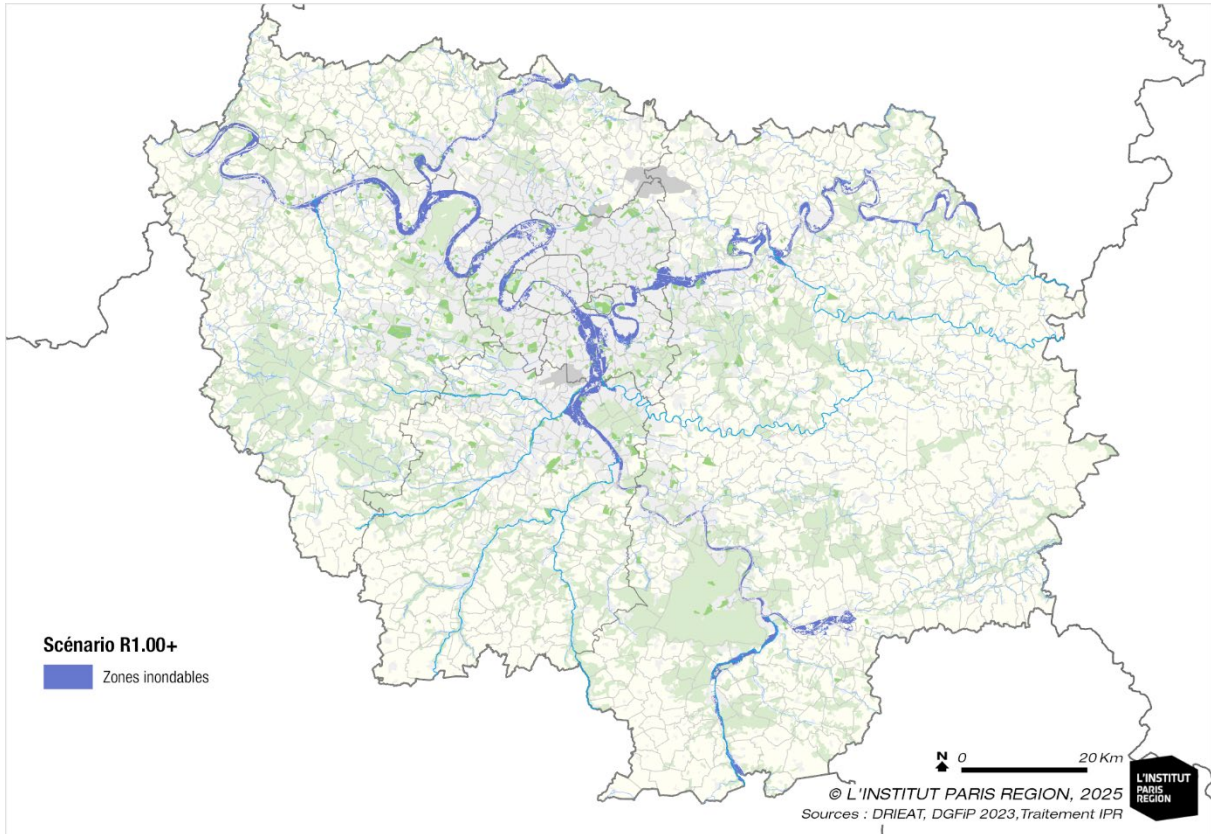 Scénario R1.00+
Zones inondables
N 0 20 Km
© L'INSTITUT PARIS REGION, 2025
Sources : DRIEAT, DGFiP 2023,Traitement IPR
L'INSTITUT
PARIS
REGION